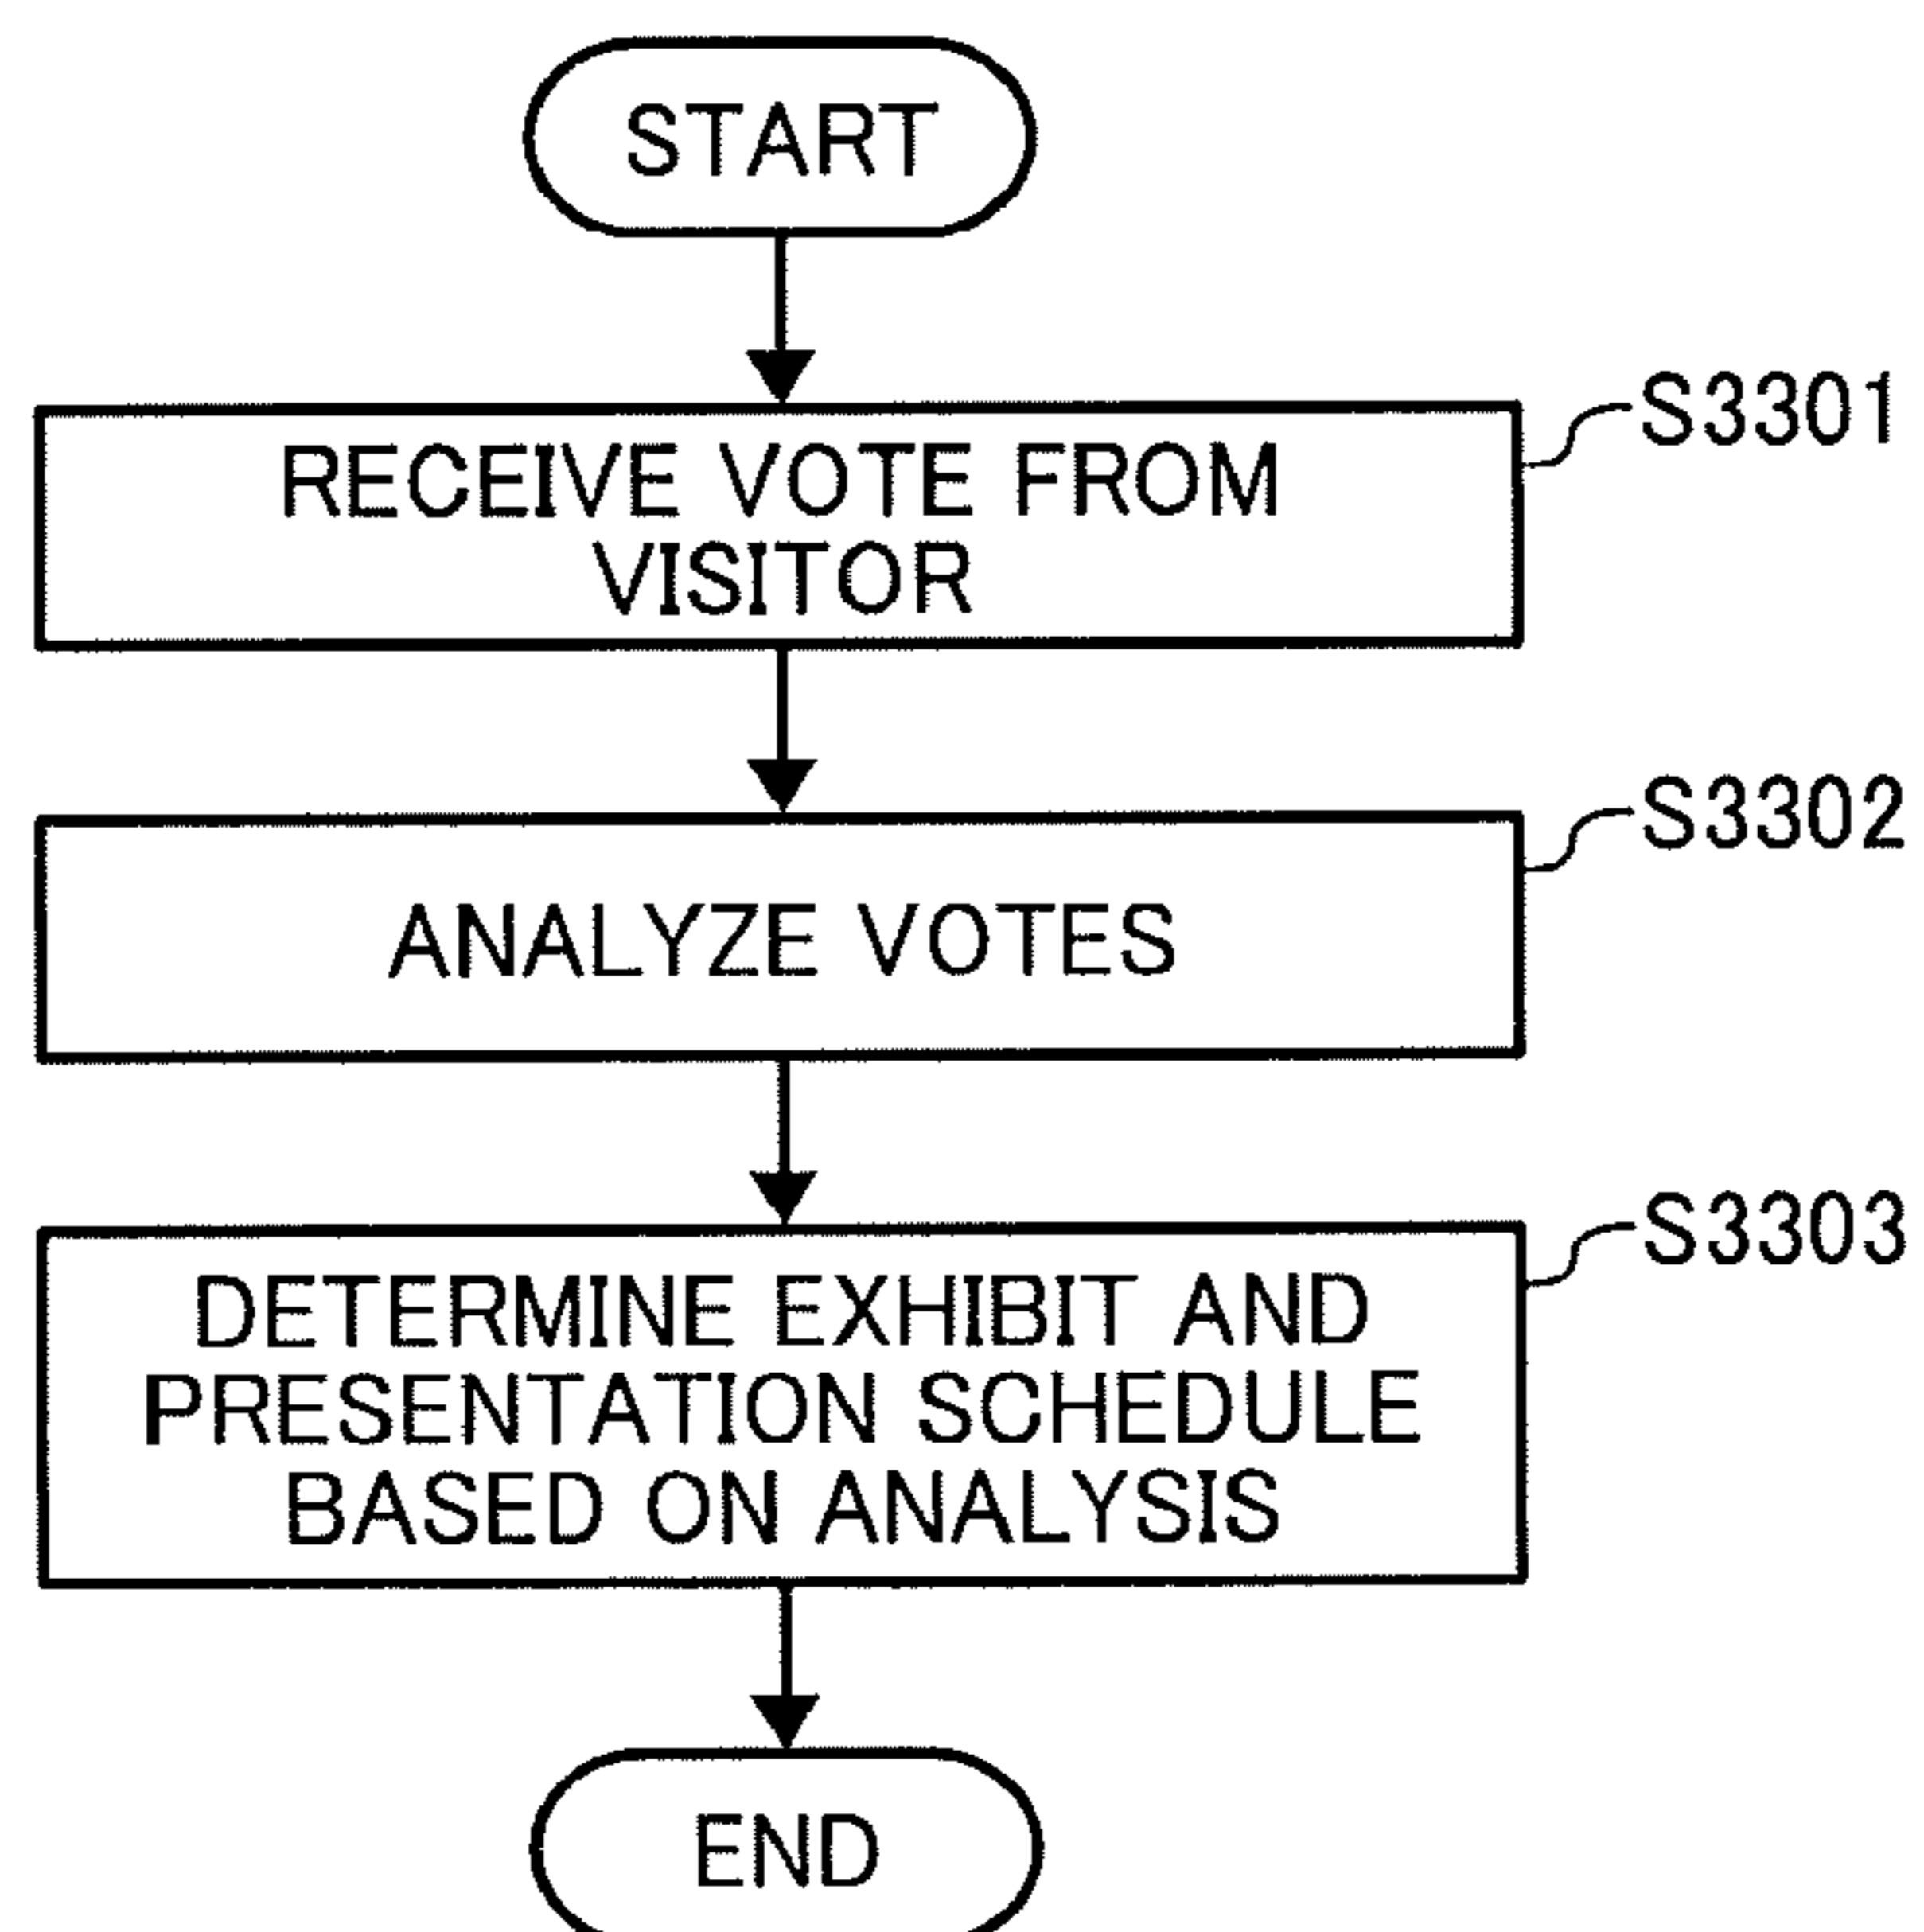 START
S3301
RECEIVE VOTE FROM
VISITOR
S3302
ANALYZE VOTES
S3303
DETERMINE EXHIBIT AND
PRESENTATION SCHEDULE
BASED ON ANALYSIS
END